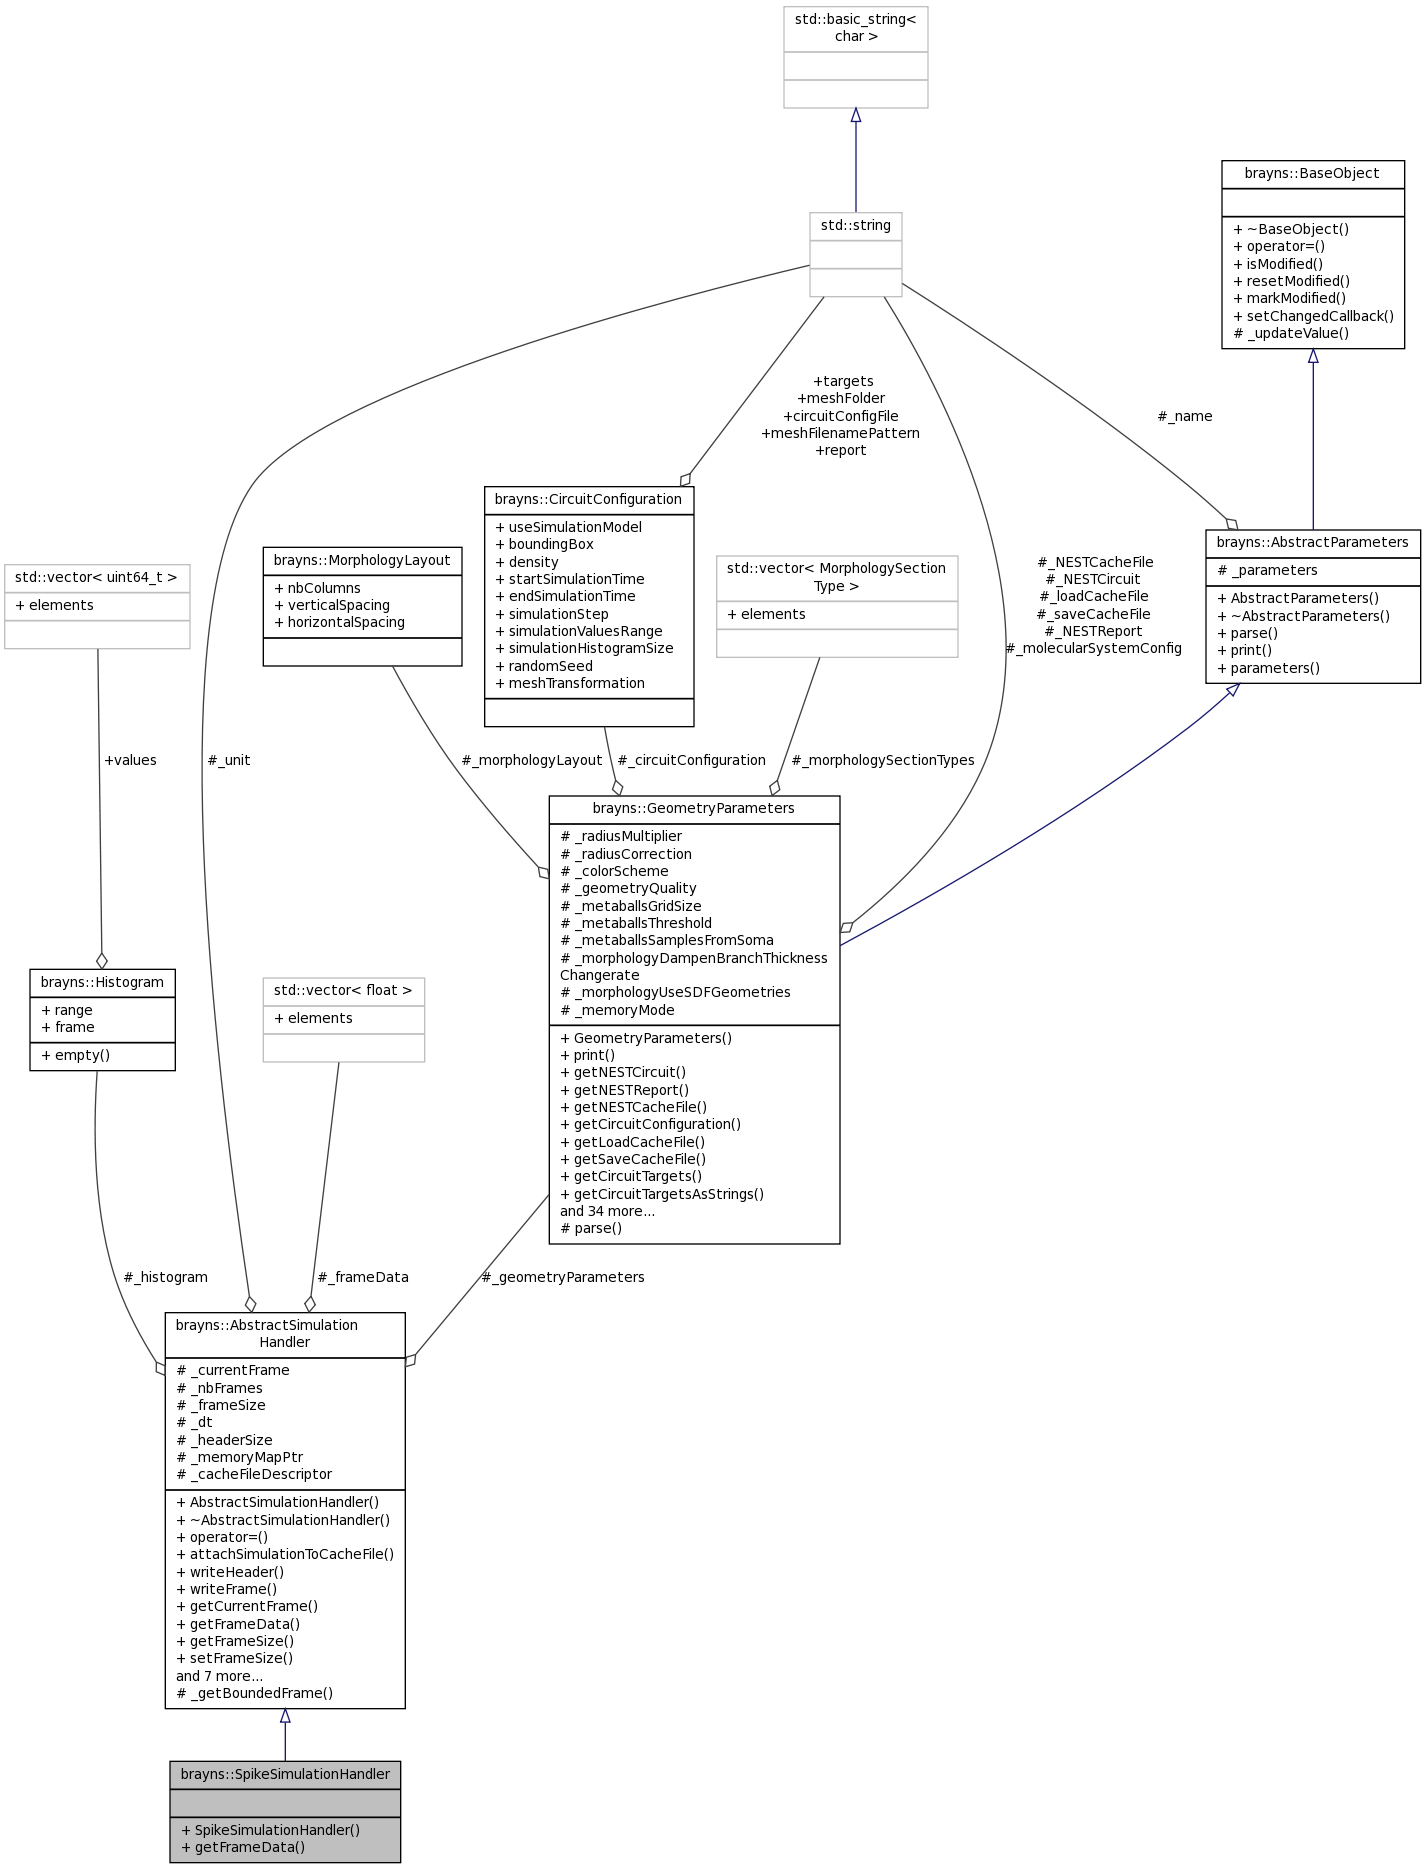 std::basic_string<
char >
brayns::BaseObject
+ ~BaseObject()
+ operator=()
+ isModified()
+ resetModified()
+ markModified()
+ setChangedCallback()
# _updateValue()
std::string
+targets
+meshFolder
+circuitConfigFile
+meshFilenamePattern
+report
#_name
brayns::CircuitConfiguration
+ useSimulationModel
+ boundingBox
+ density
+ startSimulationTime
+ endSimulationTime
+ simulationStep
+ simulationValuesRange
+ simulationHistogramSize
+ randomSeed
+ meshTransformation
brayns::AbstractParameters
# _parameters
+ AbstractParameters()
+ ~AbstractParameters()
+ parse()
+ print()
+ parameters()
brayns::MorphologyLayout
+ nbColumns
+ verticalSpacing
+ horizontalSpacing
std::vector< MorphologySection
Type >
+ elements
#_NESTCacheFile
#_NESTCircuit
#_loadCacheFile
#_saveCacheFile
#_NESTReport
#_molecularSystemConfig
std::vector< uint64_t >
+ elements
+values
#_unit
#_morphologyLayout
#_circuitConfiguration
#_morphologySectionTypes
brayns::GeometryParameters
# _radiusMultiplier
# _radiusCorrection
# _colorScheme
# _geometryQuality
# _metaballsGridSize
# _metaballsThreshold
# _metaballsSamplesFromSoma
# _morphologyDampenBranchThickness
Changerate
# _morphologyUseSDFGeometries
# _memoryMode
+ GeometryParameters()
+ print()
+ getNESTCircuit()
+ getNESTReport()
+ getNESTCacheFile()
+ getCircuitConfiguration()
+ getLoadCacheFile()
+ getSaveCacheFile()
+ getCircuitTargets()
+ getCircuitTargetsAsStrings()
and 34 more...
# parse()
brayns::Histogram
+ range
+ frame
+ empty()
std::vector< float >
+ elements
#_histogram
#_frameData
#_geometryParameters
brayns::AbstractSimulation
Handler
# _currentFrame
# _nbFrames
# _frameSize
# _dt
# _headerSize
# _memoryMapPtr
# _cacheFileDescriptor
+ AbstractSimulationHandler()
+ ~AbstractSimulationHandler()
+ operator=()
+ attachSimulationToCacheFile()
+ writeHeader()
+ writeFrame()
+ getCurrentFrame()
+ getFrameData()
+ getFrameSize()
+ setFrameSize()
and 7 more...
# _getBoundedFrame()
brayns::SpikeSimulationHandler
+ SpikeSimulationHandler()
+ getFrameData()